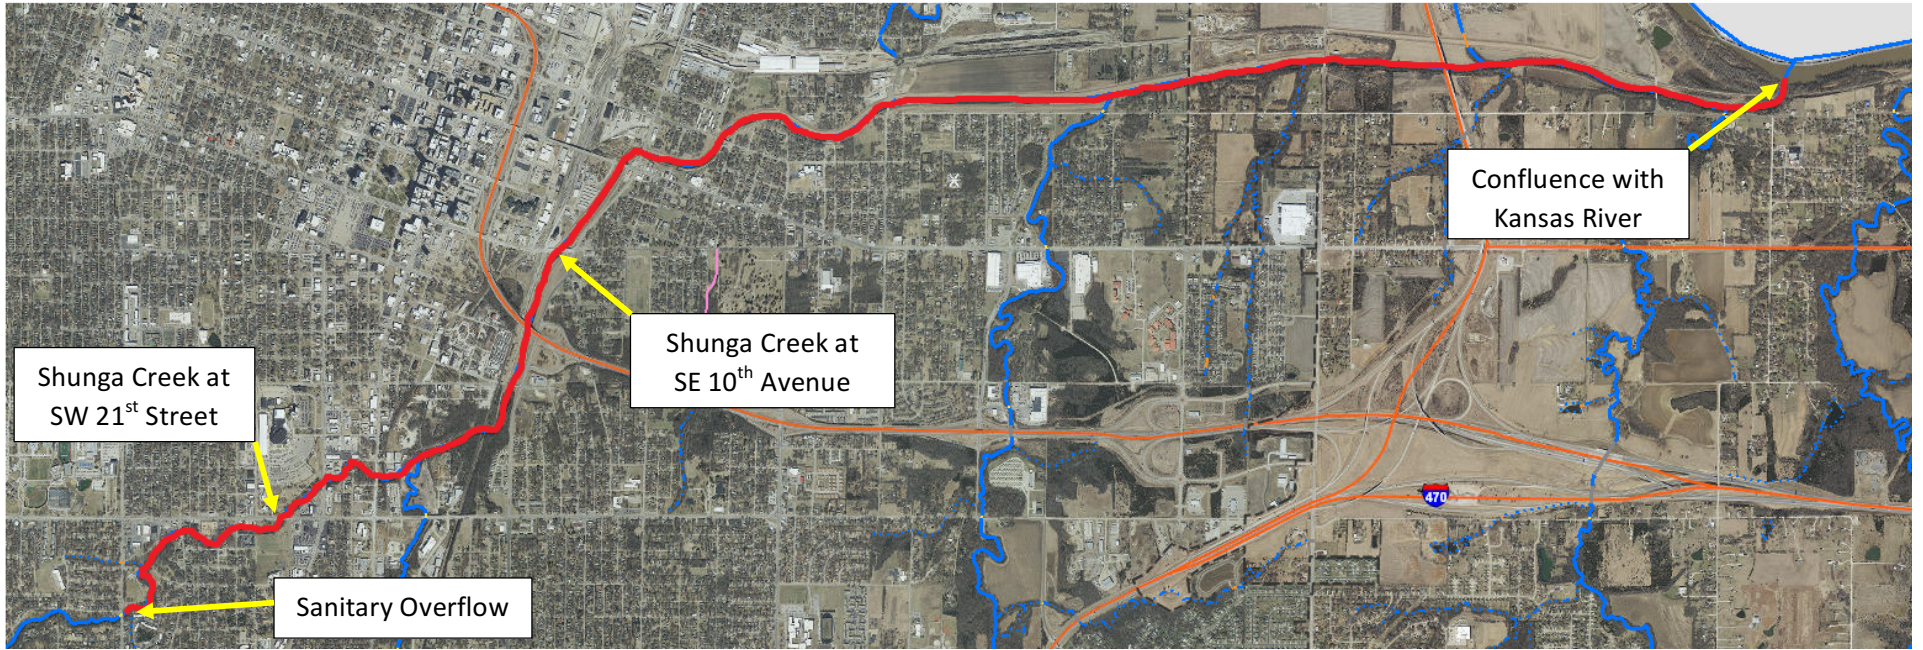 Confluence with
Kansas River
Shunga Creek at
SE 10th Avenue
Shunga Creek at
SW 21st Street
470
Sanitary Overflow